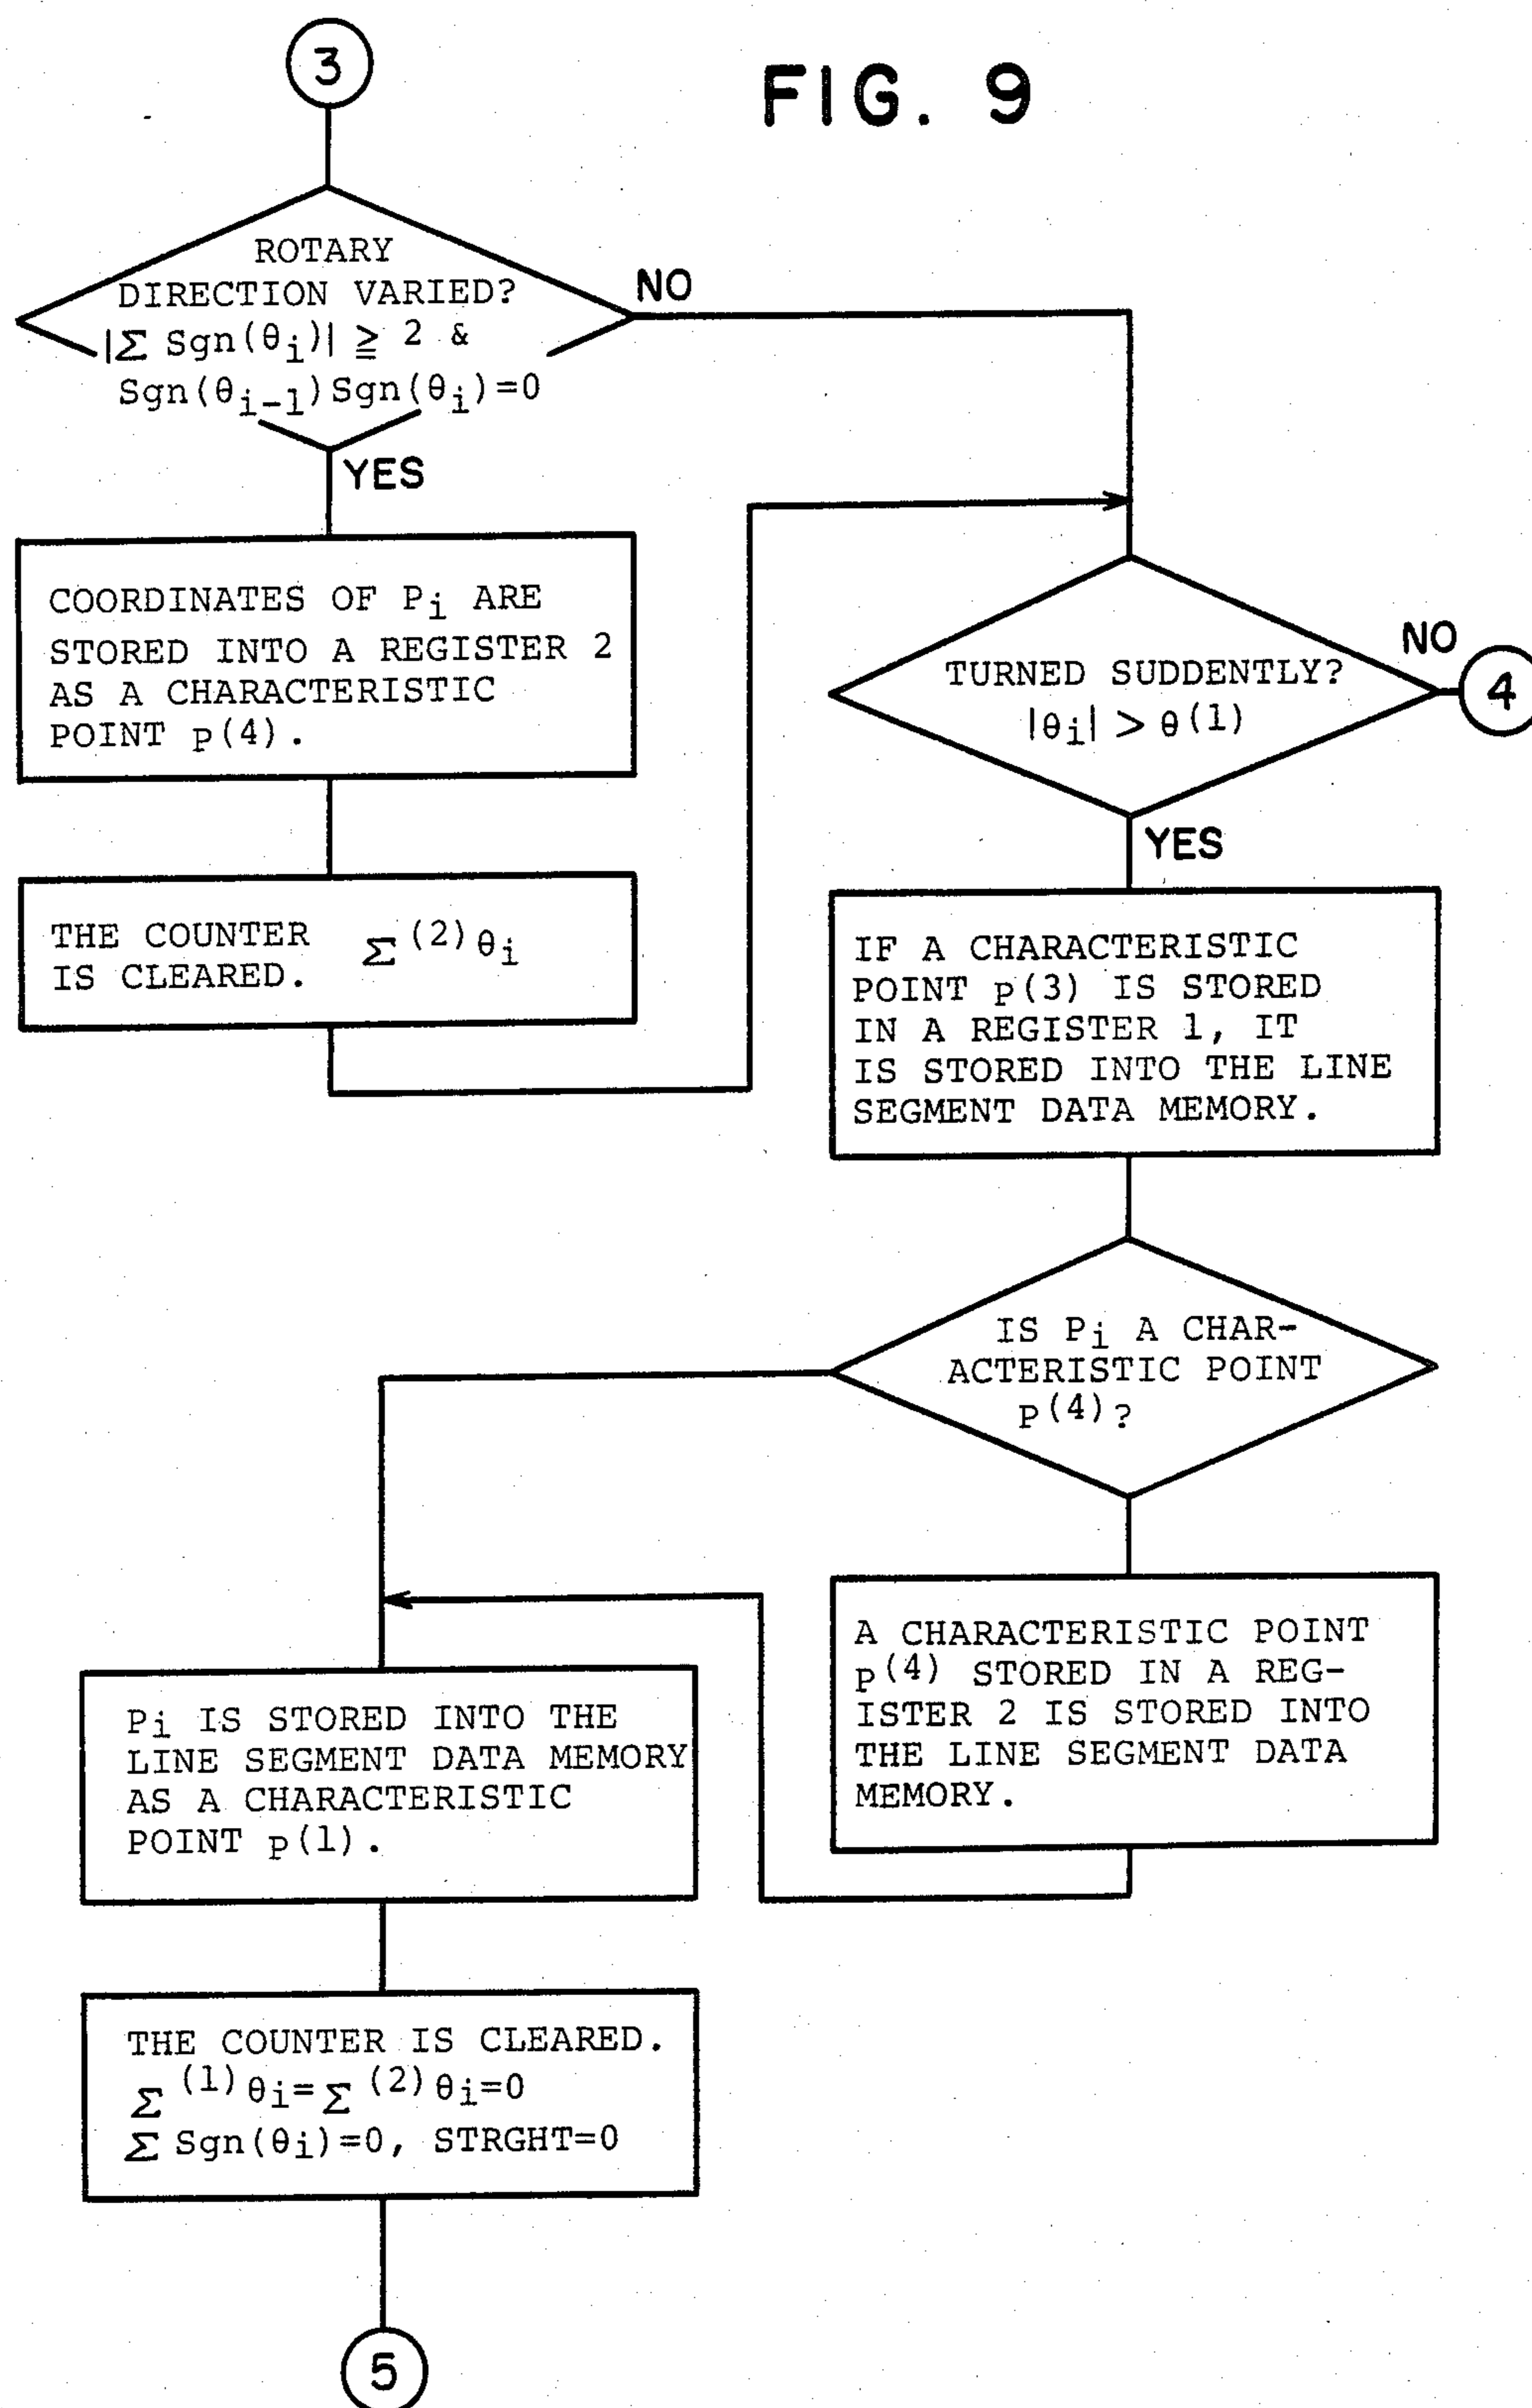 3
FIG. 9
ROTARY
DIRECTION VARIED?
|Σ Sgn(θi)| ≧ 2 &
Sgn(θi-1)Sgn(θi)=0
NO
YES
COORDINATES OF Pi ARE
STORED INTO A REGISTER 2
AS A CHARACTERISTIC
POINT P(4).
THE COUNTER Σ(2)θi
IS CLEARED.
TURNED SUDDENTLY?
|θi| > θ(1)
NO
4
YES
IF A CHARACTERISTIC
POINT P(3) IS STORED
IN A REGISTER 1, IT
IS STORED INTO THE LINE
SEGMENT DATA MEMORY.
IS Pi A CHAR-
ACTERISTIC POINT
P(4)?
A CHARACTERISTIC POINT
P(4) STORED IN A REG-
ISTER 2 IS STORED INTO
THE LINE SEGMENT DATA
MEMORY.
Pi IS STORED INTO THE
LINE SEGMENT DATA MEMORY
AS A CHARACTERISTIC
POINT P(1).
THE COUNTER IS CLEARED.
Σ(1)θi=Σ(2)θi=0
Σ Sgn(θi)=0, STRGHT=0
5